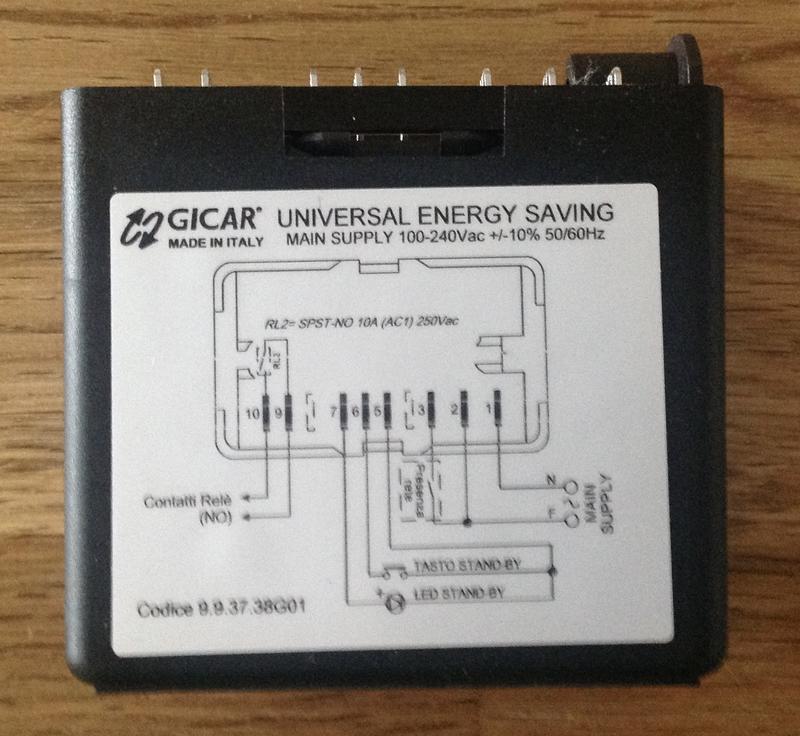 GICAR® UNIVERSAL ENERGY SAVING
MADE IN ITALY MAIN SUPPLY 100-240Vac +/-10% 50/60Hz
RL2= SPST-NO 10A (AC1) 250Vac
RL2
10 9 7 6 5 3 2 1
Contatti Relè
(NO)
Presenza
rete
N
F
MAIN
SUPPLY
TASTO STAND-BY
+
LED STAND-BY
Codice 9.9.37.38G01